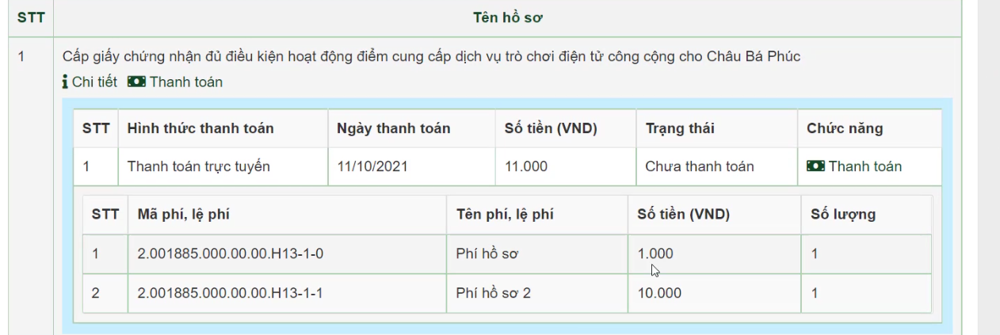 STT Tên hồ sơ
1 Cấp giấy chứng nhận đủ điều kiện hoạt động điểm cung cấp dịch vụ trò chơi điện tử công cộng cho Châu Bá Phúc
Chi tiết Thanh toán
STT Hình thức thanh toán Ngày thanh toán Số tiền (VND) Trạng thái Chức năng
1 Thanh toán trực tuyến 11/10/2021 11.000 Chưa thanh toán Thanh toán
STT Mã phí, lệ phí Tên phí, lệ phí Số tiền (VND) Số lượng
1 2.001885.000.00.00.H13-1-0 Phí hồ sơ 1.000 1
2 2.001885.000.00.00.H13-1-1 Phí hồ sơ 2 10.000 1